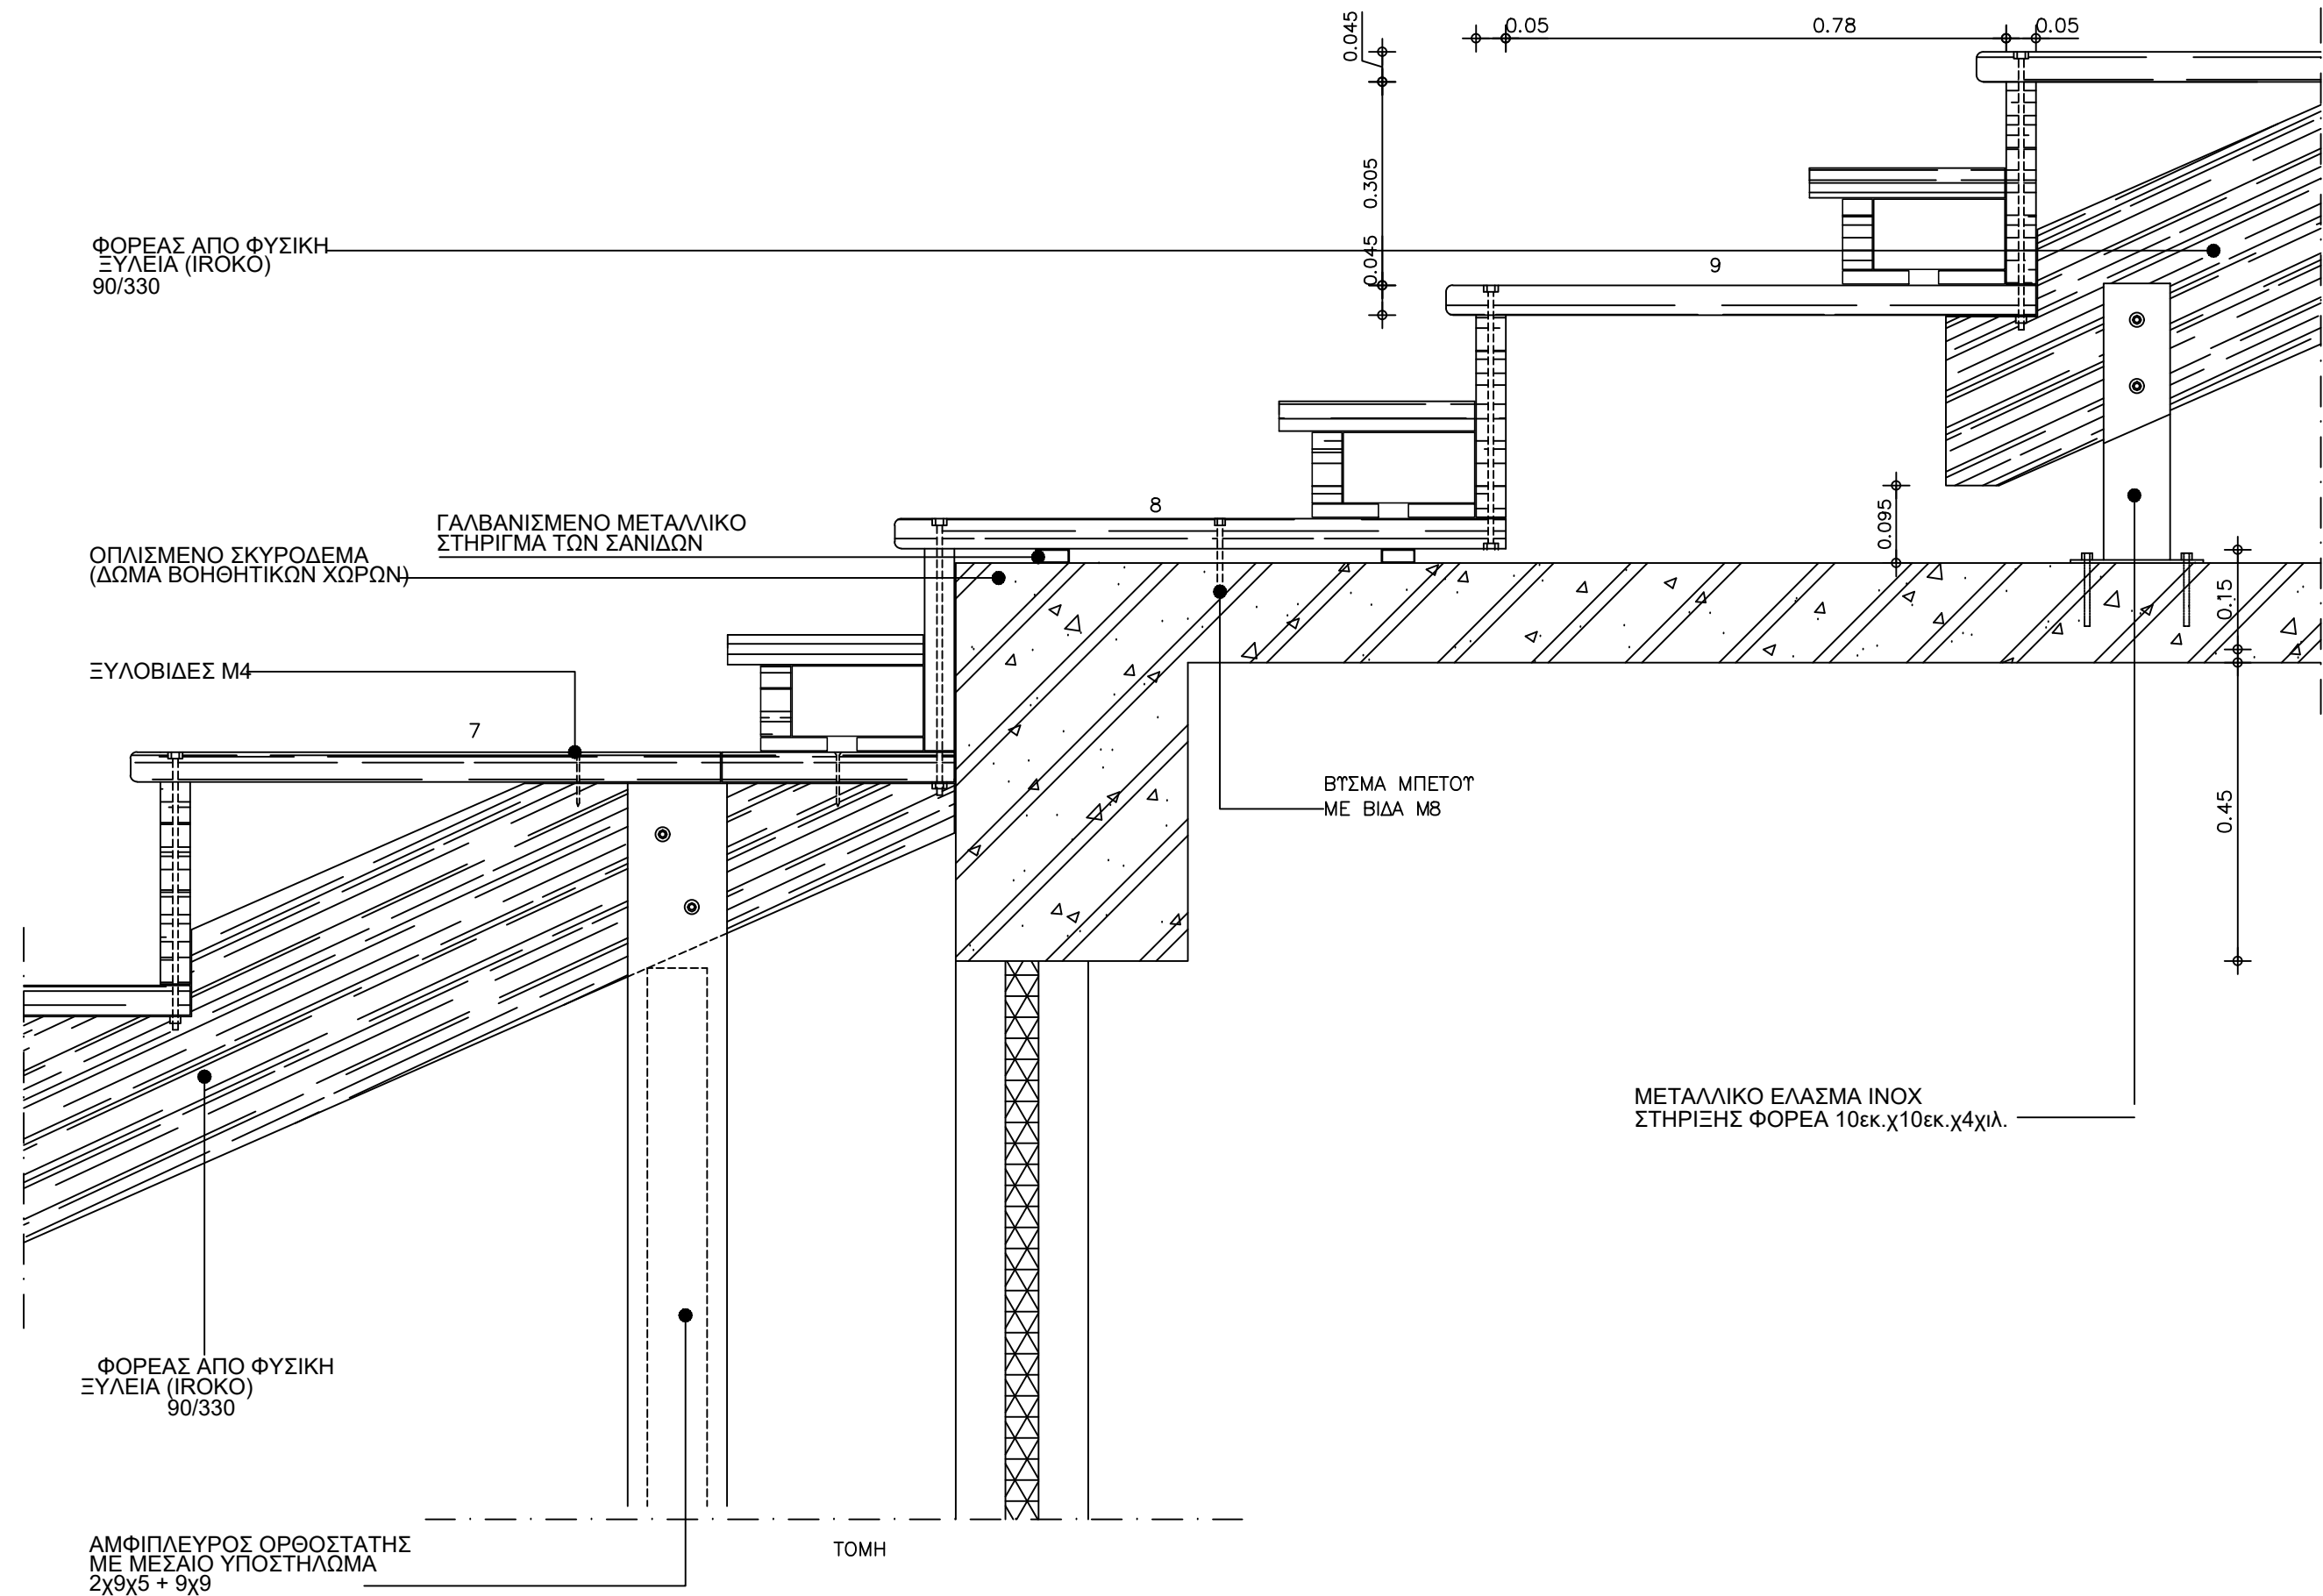 0.045
0.05
0.78
0.05
0.305
0.045
ΦΟΡΕΑΣ ΑΠΟ ΦΥΣΙΚΗ
ΞΥΛΕΙΑ (IROKO)
90/330
9
8
0.095
ΓΑΛΒΑΝΙΣΜΕΝΟ ΜΕΤΑΛΛΙΚΟ
ΣΤΗΡΙΓΜΑ ΤΩΝ ΣΑΝΙΔΩΝ
ΟΠΛΙΣΜΕΝΟ ΣΚΥΡΟΔΕΜΑ
(ΔΩΜΑ ΒΟΗΘΗΤΙΚΩΝ ΧΩΡΩΝ)
0.15
ΞΥΛΟΒΙΔΕΣ Μ4
7
ΒΥΣΜΑ ΜΠΕΤΟΥ
ΜΕ ΒΙΔΑ Μ8
0.45
ΜΕΤΑΛΛΙΚΟ ΕΛΑΣΜΑ INOX
ΣΤΗΡΙΞΗΣ ΦΟΡΕΑ 10εκ.χ10εκ.χ4χιλ.
ΦΟΡΕΑΣ ΑΠΟ ΦΥΣΙΚΗ
ΞΥΛΕΙΑ (IROKO)
90/330
ΑΜΦΙΠΛΕΥΡΟΣ ΟΡΘΟΣΤΑΤΗΣ
ΜΕ ΜΕΣΑΙΟ ΥΠΟΣΤΗΛΩΜΑ
2χ9χ5 + 9χ9
ΤΟΜΗ